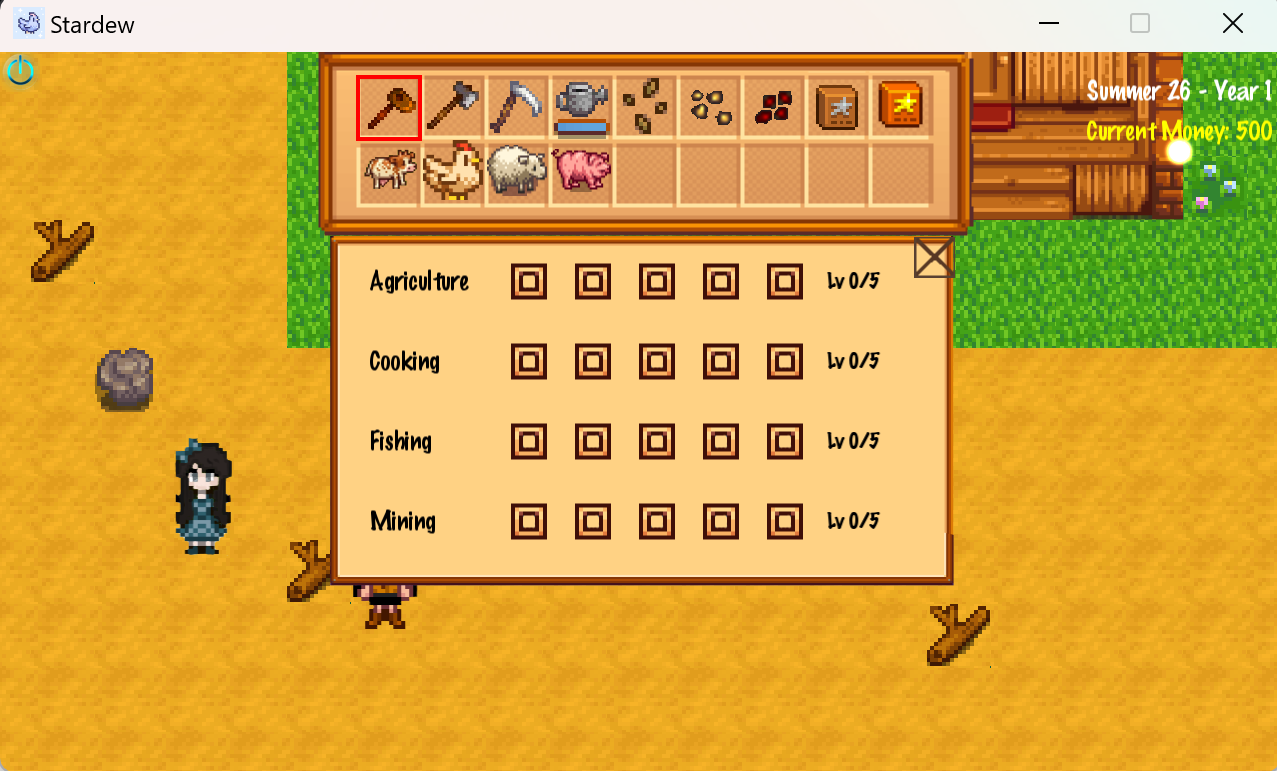 Stardew
Summer 26 - Year 1
Current Money: 500
Agriculture Lv 0/5
Cooking Lv 0/5
Fishing Lv 0/5
Mining Lv 0/5